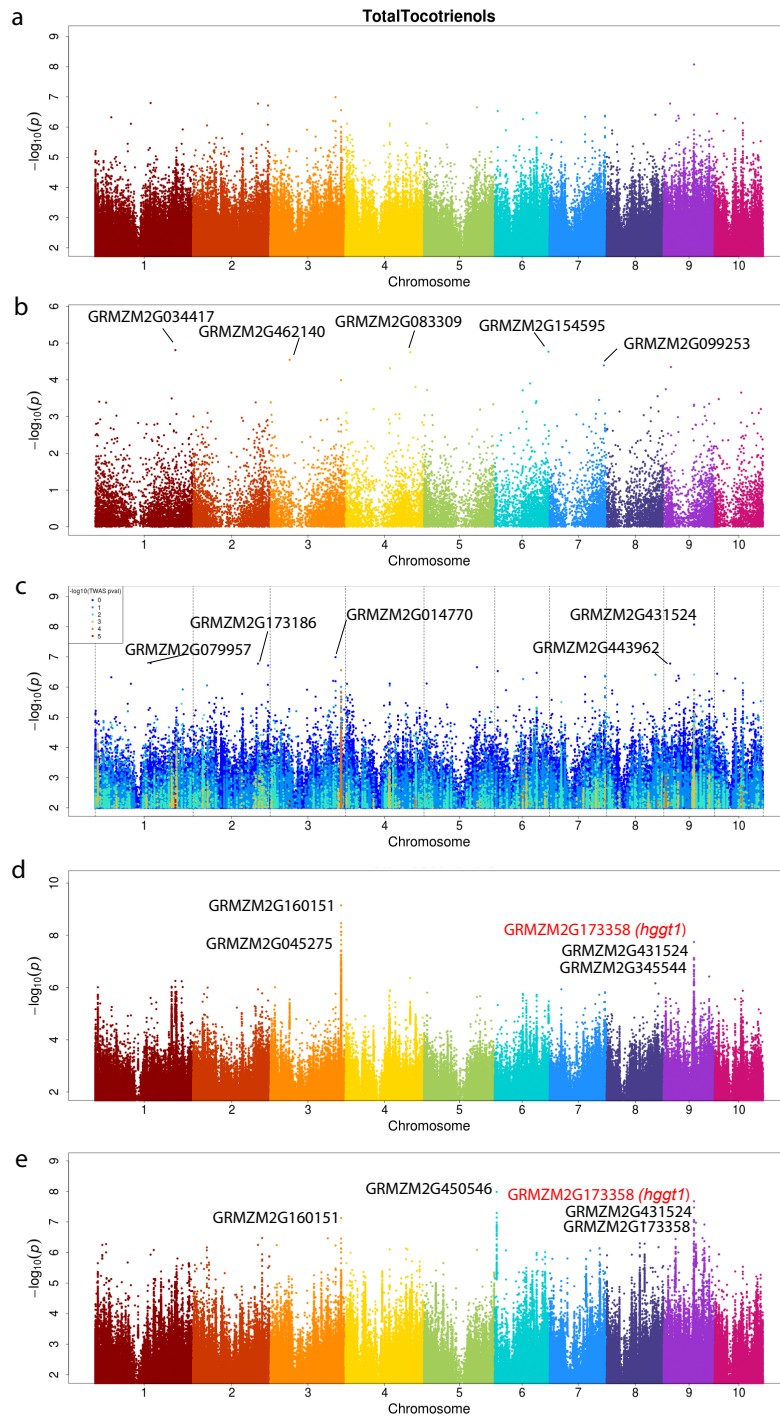 a
TotalTocotrienols
9
8
7
6
5
4
3
2
−log10(p)
1 2 3 4 5 6 7 8 9 10
Chromosome
b
6
5
4
3
2
1
0
−log10(p)
GRMZM2G034417
GRMZM2G462140
GRMZM2G083309
GRMZM2G154595
GRMZM2G099253
1 2 3 4 5 6 7 8 9 10
Chromosome
c
9
8
7
6
5
4
3
2
−log10(p)
-log10(TWAS pval)
0
1
2
3
4
5
GRMZM2G079957
GRMZM2G173186
GRMZM2G014770
GRMZM2G431524
GRMZM2G443962
1 2 3 4 5 6 7 8 9 10
Chromosome
d
10
8
6
4
2
−log10(p)
GRMZM2G160151
GRMZM2G045275
GRMZM2G173358 (hggt1)
GRMZM2G431524
GRMZM2G345544
1 2 3 4 5 6 7 8 9 10
Chromosome
e
9
8
7
6
5
4
3
2
−log10(p)
GRMZM2G160151
GRMZM2G450546
GRMZM2G173358 (hggt1)
GRMZM2G431524
GRMZM2G173358
1 2 3 4 5 6 7 8 9 10
Chromosome